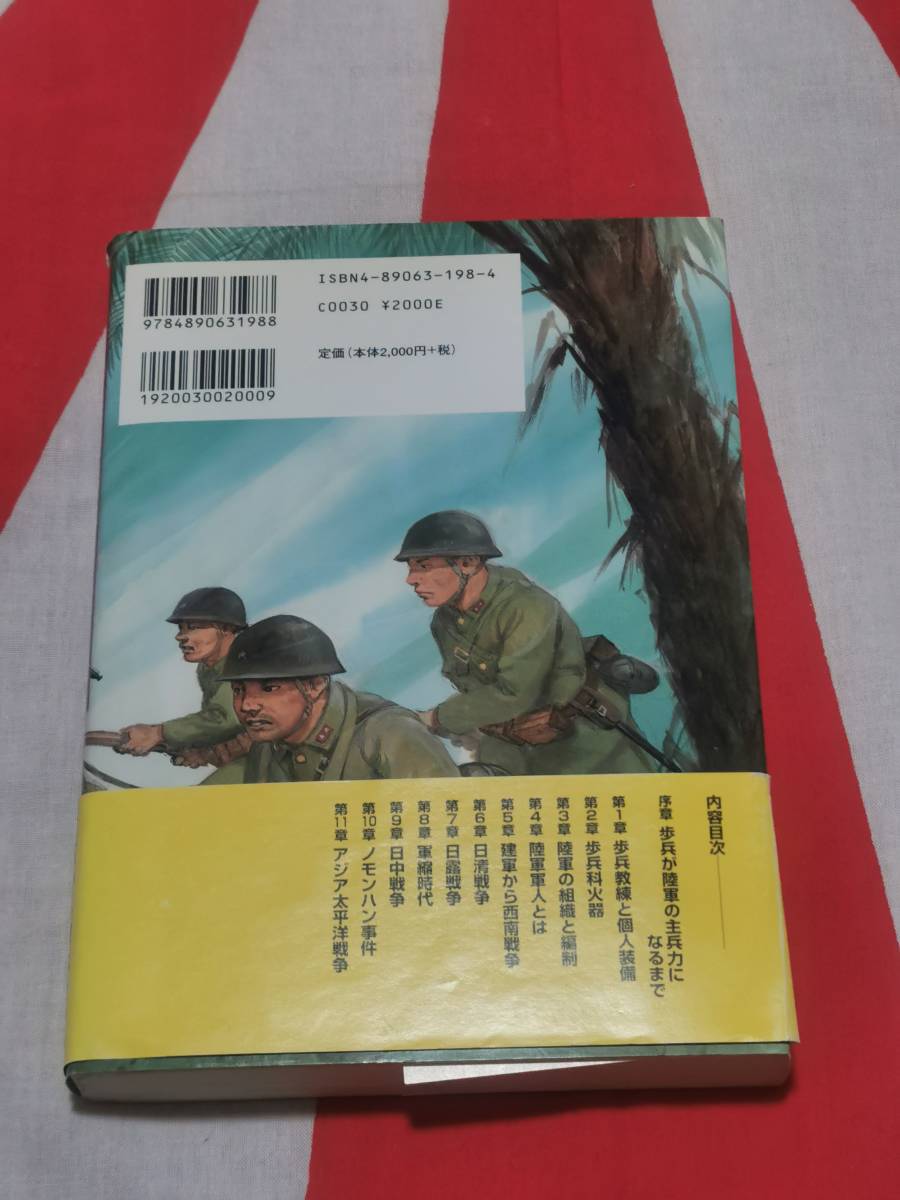 ISBN4-89063-198-4
C0030 ¥2000E
定価(本体2,000円+税)
9784890631988
1920030020009
内容目次
序章 歩兵が陸軍の主兵力に
なるまで
第1章 歩兵教練と個人装備
第2章 歩兵科火器
第3章 陸軍の組織と編制
第4章 陸軍軍人とは
第5章 建軍から西南戦争
第6章 日清戦争
第7章 日露戦争
第8章 軍縮時代
第9章 日中戦争
第10章 ノモンハン事件
第11章 アジア太平洋戦争